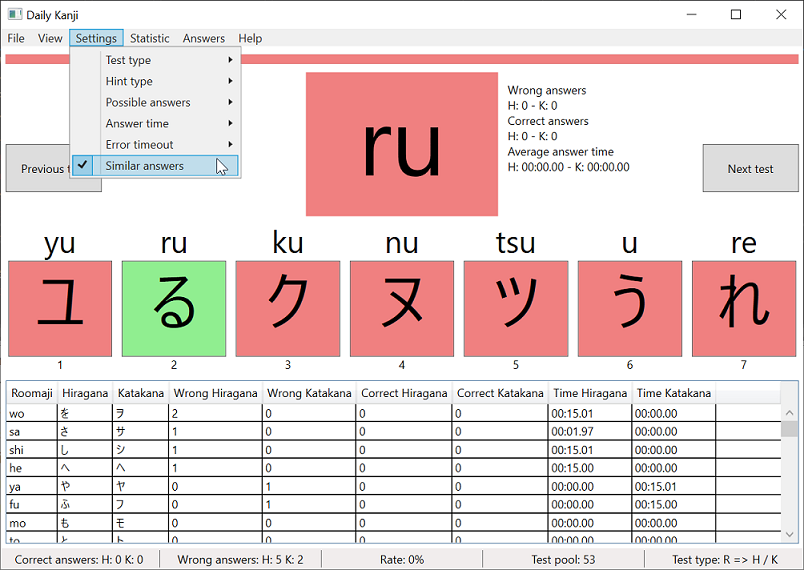 Daily Kanji
File View Settings Statistic Answers Help
Test type
Hint type
Possible answers
Answer time
Error timeout
Similar answers
Previous t
ru
Wrong answers
H: 0 - K: 0
Correct answers
H: 0 - K: 0
Average answer time
H: 00:00.00 - K: 00:00.00
Next test
yu ru ku nu tsu u re
ユ る ク ヌ ツ う れ
1 2 3 4 5 6 7
Roomaji Hiragana Katakana Wrong Hiragana Wrong Katakana Correct Hiragana Correct Katakana Time Hiragana Time Katakana
wo を ヲ 2 0 0 0 00:15.01 00:00.00
sa さ サ 1 0 0 0 00:01.97 00:00.00
shi し シ 1 0 0 0 00:15.01 00:00.00
he へ ヘ 1 0 0 0 00:15.00 00:00.00
ya や ヤ 0 1 0 0 00:00.00 00:15.01
fu ふ フ 0 1 0 0 00:00.00 00:15.00
mo も モ 0 0 0 0 00:00.00 00:00.00
to と ト 0 0 0 0 00:00.00 00:00.00
Correct answers: H: 0 K: 0 Wrong answers: H: 5 K: 2 Rate: 0% Test pool: 53 Test type: R => H / K